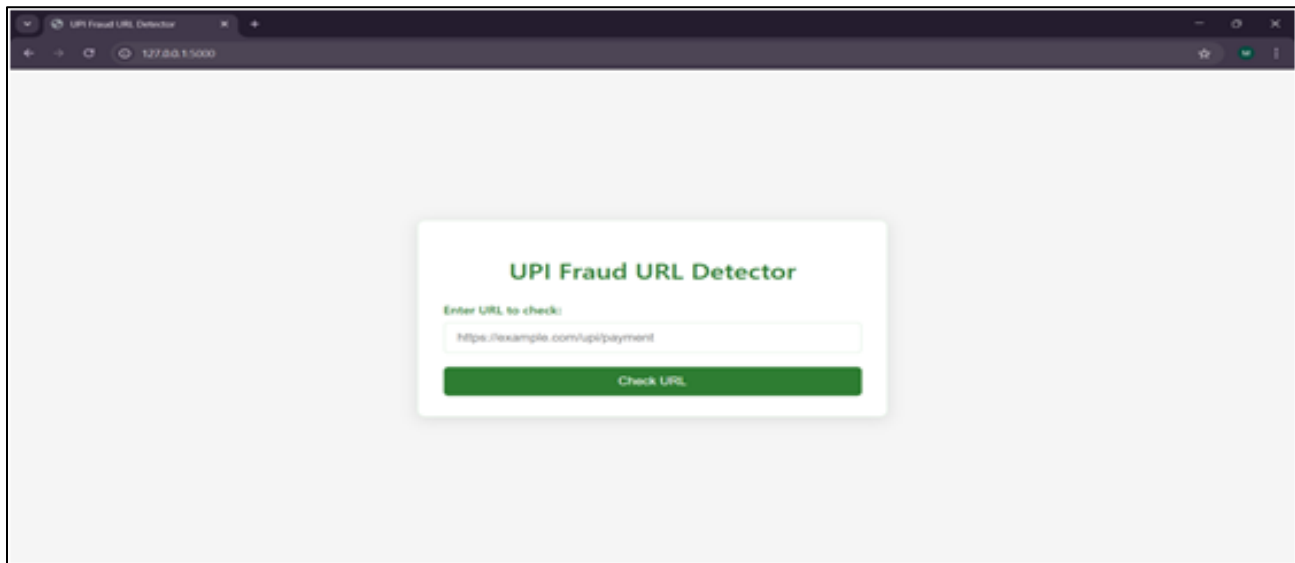 UPI Fraud URL Detector
127.0.0.1:5000
UPI Fraud URL Detector
Enter URL to check:
https://example.com/upi/payment
Check URL